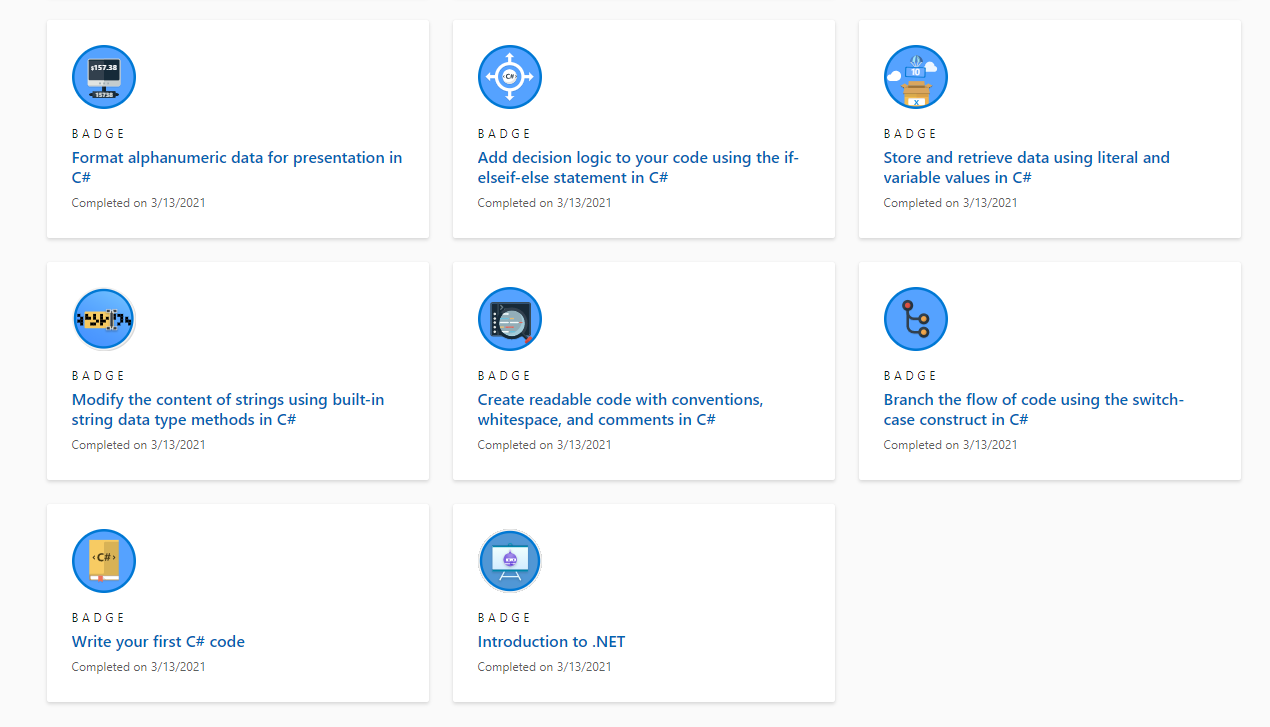 $157.38
15738
C#
10
X
BADGE
Format alphanumeric data for presentation in
C#
Completed on 3/13/2021
BADGE
Add decision logic to your code using the if-
elseif-else statement in C#
Completed on 3/13/2021
BADGE
Store and retrieve data using literal and
variable values in C#
Completed on 3/13/2021
BADGE
Modify the content of strings using built-in
string data type methods in C#
Completed on 3/13/2021
BADGE
Create readable code with conventions,
whitespace, and comments in C#
Completed on 3/13/2021
BADGE
Branch the flow of code using the switch-
case construct in C#
Completed on 3/13/2021
‹C#›
BADGE
Write your first C# code
Completed on 3/13/2021
BADGE
Introduction to .NET
Completed on 3/13/2021